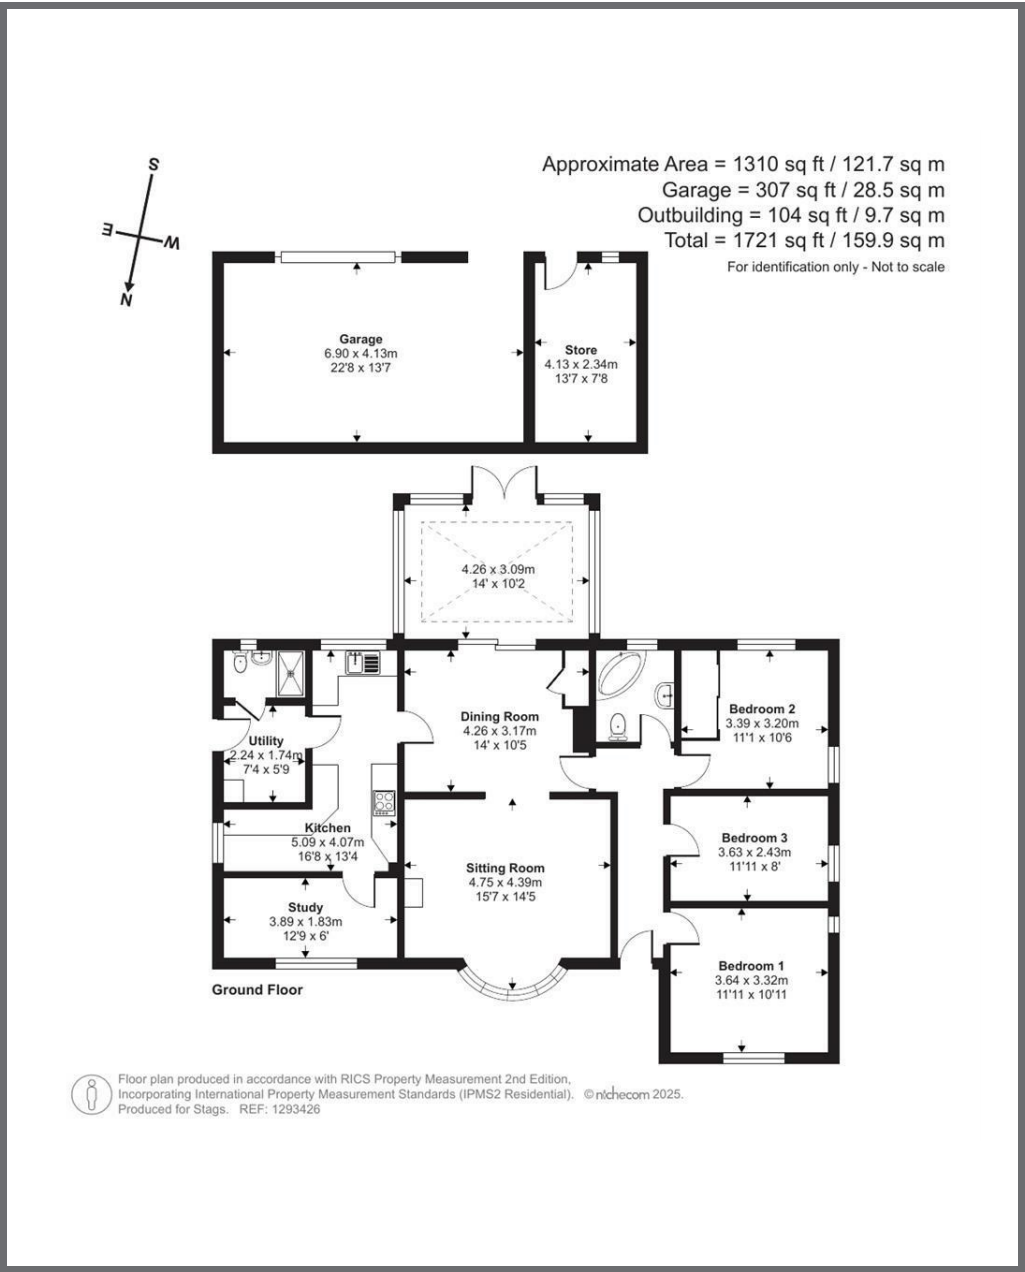 Approximate Area = 1310 sq ft / 121.7 sq m
Garage = 307 sq ft / 28.5 sq m
Outbuilding = 104 sq ft / 9.7 sq m
Total = 1721 sq ft / 159.9 sq m
For identification only - Not to scale
S
E
W
N
Garage
6.90 x 4.13m
22'8 x 13'7
Store
4.13 x 2.34m
13'7 x 7'8
4.26 x 3.09m
14' x 10'2
Dining Room
4.26 x 3.17m
14' x 10'5
Bedroom 2
3.39 x 3.20m
11'1 x 10'6
Utility
2.24 x 1.74m
7'4 x 5'9
Kitchen
5.09 x 4.07m
16'8 x 13'4
Bedroom 3
3.63 x 2.43m
11'11 x 8'
Sitting Room
4.75 x 4.39m
15'7 x 14'5
Study
3.89 x 1.83m
12'9 x 6'
Bedroom 1
3.64 x 3.32m
11'11 x 10'11
Ground Floor
Floor plan produced in accordance with RICS Property Measurement 2nd Edition,
Incorporating International Property Measurement Standards (IPMS2 Residential). © nichecom 2025.
Produced for Stags. REF: 1293426